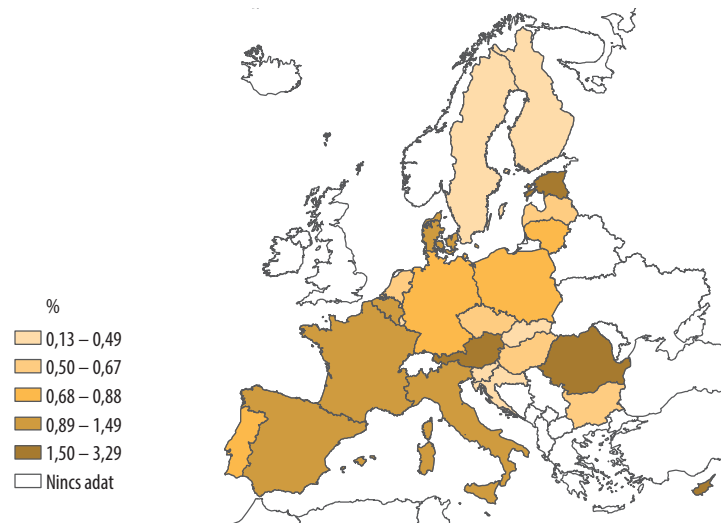 %
0,13 – 0,49
0,50 – 0,67
0,68 – 0,88
0,89 – 1,49
1,50 – 3,29
Nincs adat